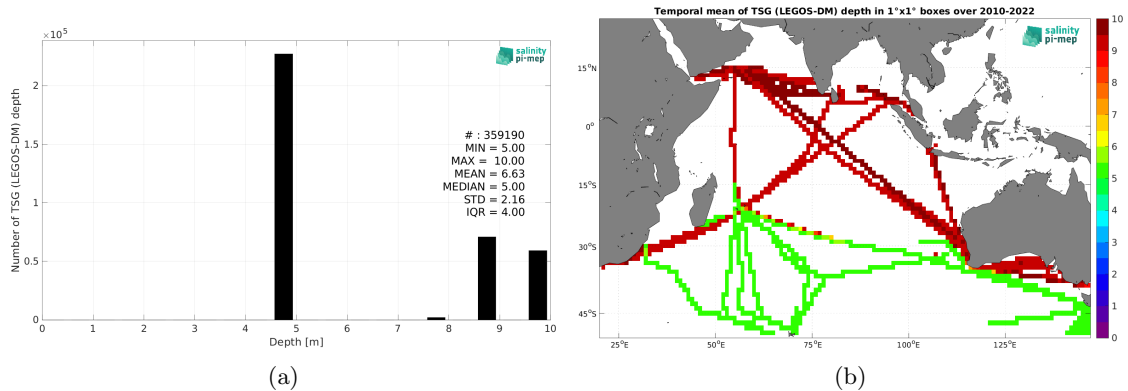 ×10⁵
salinity
pi-mep
Number of TSG (LEGOS-DM) depth
2
1.5
1
0.5
0
# : 359190
MIN = 5.00
MAX = 10.00
MEAN = 6.63
MEDIAN = 5.00
STD = 2.16
IQR = 4.00
0 1 2 3 4 5 6 7 8 9 10
Depth [m]
(a)
Temporal mean of TSG (LEGOS-DM) depth in 1°x1° boxes over 2010-2022
salinity
pi-mep
15°N
0°
15°S
30°S
45°S
25°E 50°E 75°E 100°E 125°E
10
9
8
7
6
5
4
3
2
1
0
(b)